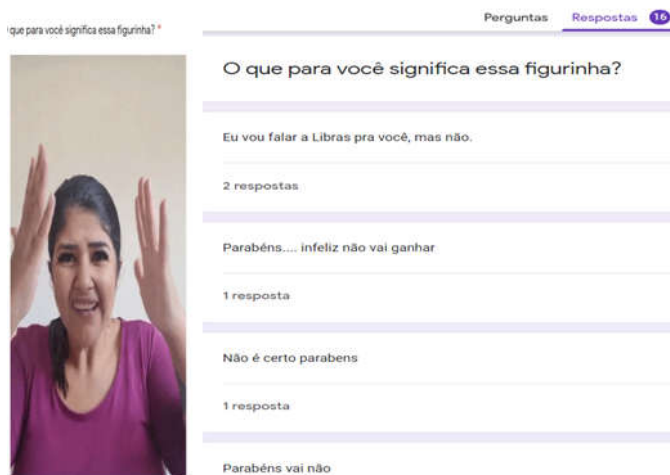 que para você significa essa figurinha? *
Perguntas Respostas 16
O que para você significa essa figurinha?
Eu vou falar a Libras pra você, mas não.
2 respostas
Parabéns.... infeliz não vai ganhar
1 resposta
Não é certo parabens
1 resposta
Parabéns vai não